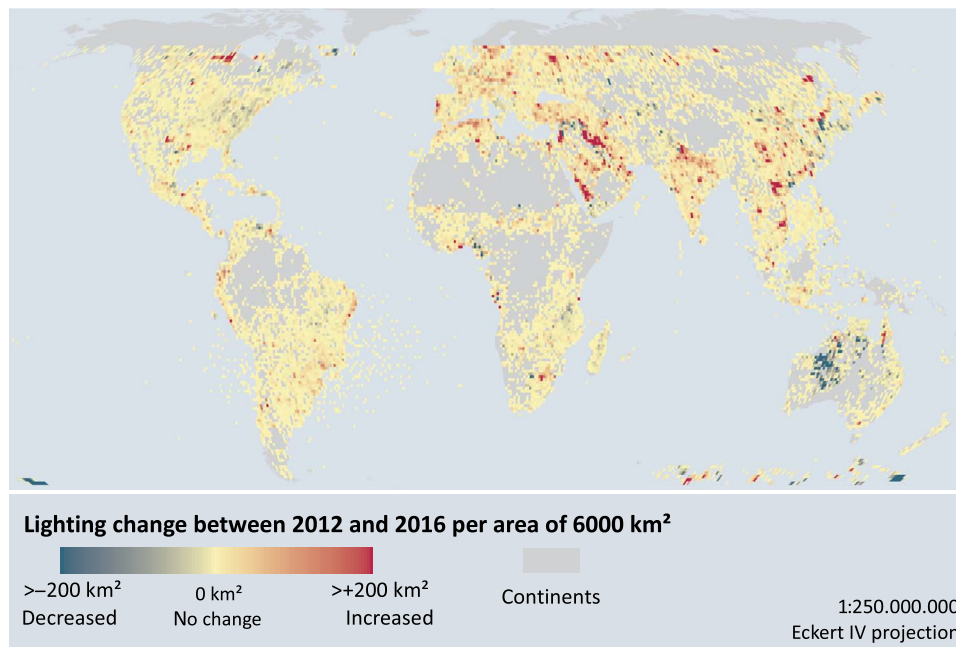 Lighting change between 2012 and 2016 per area of 6000 km²
>−200 km²
0 km²
>+200 km²
Decreased
No change
Increased
Continents
1:250.000.000
Eckert IV projection